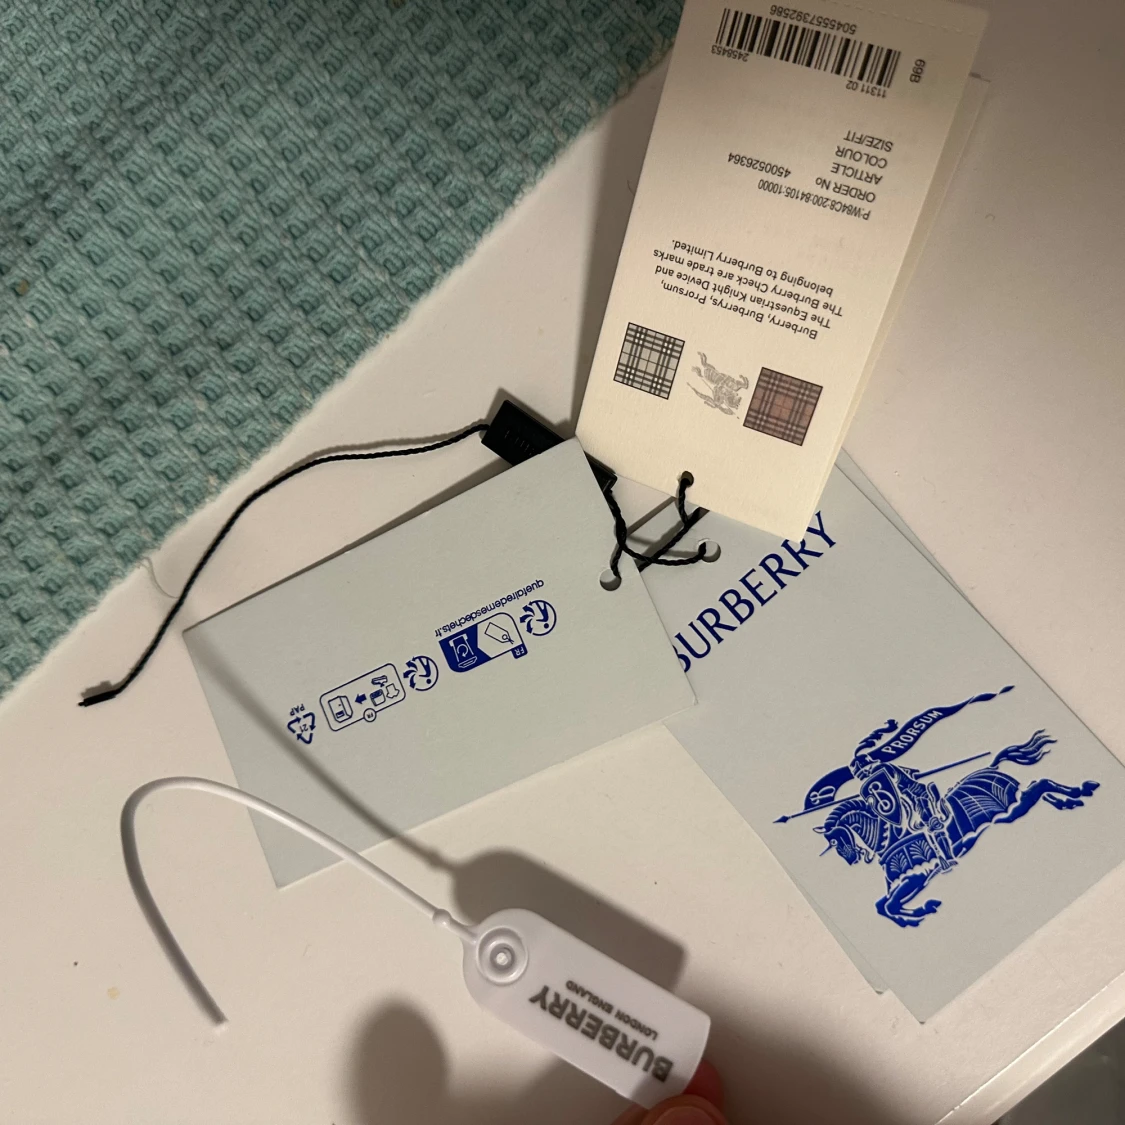 5045557392586
2458453
69B
11311 02
SIZE/FIT
COLOUR
ARTICLE
ORDER No 4500526364
P:W84C8:200:84105:10000
Burberry, Burberrys, Prorsum,
The Equestrian Knight Device and
The Burberry Check are trade marks
belonging to Burberry Limited.
BURBERRY
PRORSUM
B
B
quefairedemesdechets.fr
FR
FR
21
PAP
BURBERRY
LONDON ENGLAND